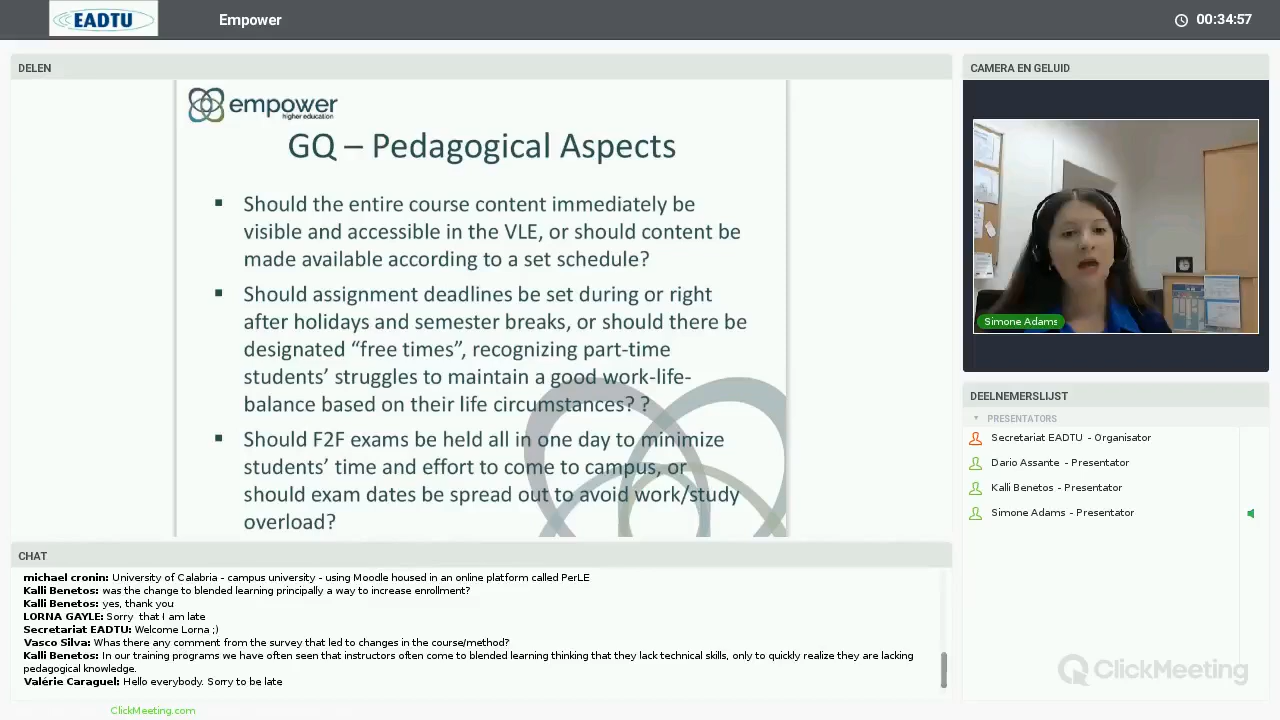 EADTU
Empower
00:34:57
DELEN
CAMERA EN GELUID
empower
higher education
GQ – Pedagogical Aspects
Should the entire course content immediately be
visible and accessible in the VLE, or should content be
made available according to a set schedule?
Should assignment deadlines be set during or right
after holidays and semester breaks, or should there be
designated “free times”, recognizing part-time
students’ struggles to maintain a good work-life-
balance based on their life circumstances? ?
Should F2F exams be held all in one day to minimize
students’ time and effort to come to campus, or
should exam dates be spread out to avoid work/study
overload?
Simone Adams
DEELNEMERSLIJST
PRESENTATORS
Secretariat EADTU - Organisator
Dario Assante - Presentator
Kalli Benetos - Presentator
Simone Adams - Presentator
CHAT
michael cronin: University of Calabria - campus university - using Moodle housed in an online platform called PerLE
Kalli Benetos: was the change to blended learning principally a way to increase enrollment?
Kalli Benetos: yes, thank you
LORNA GAYLE: Sorry that I am late
Secretariat EADTU: Welcome Lorna ;)
Vasco Silva: Whas there any comment from the survey that led to changes in the course/method?
Kalli Benetos: In our training programs we have often seen that instructors often come to blended learning thinking that they lack technical skills, only to quickly realize they are lacking
pedagogical knowledge.
Valérie Caraguel: Hello everybody. Sorry to be late
ClickMeeting
ClickMeeting.com